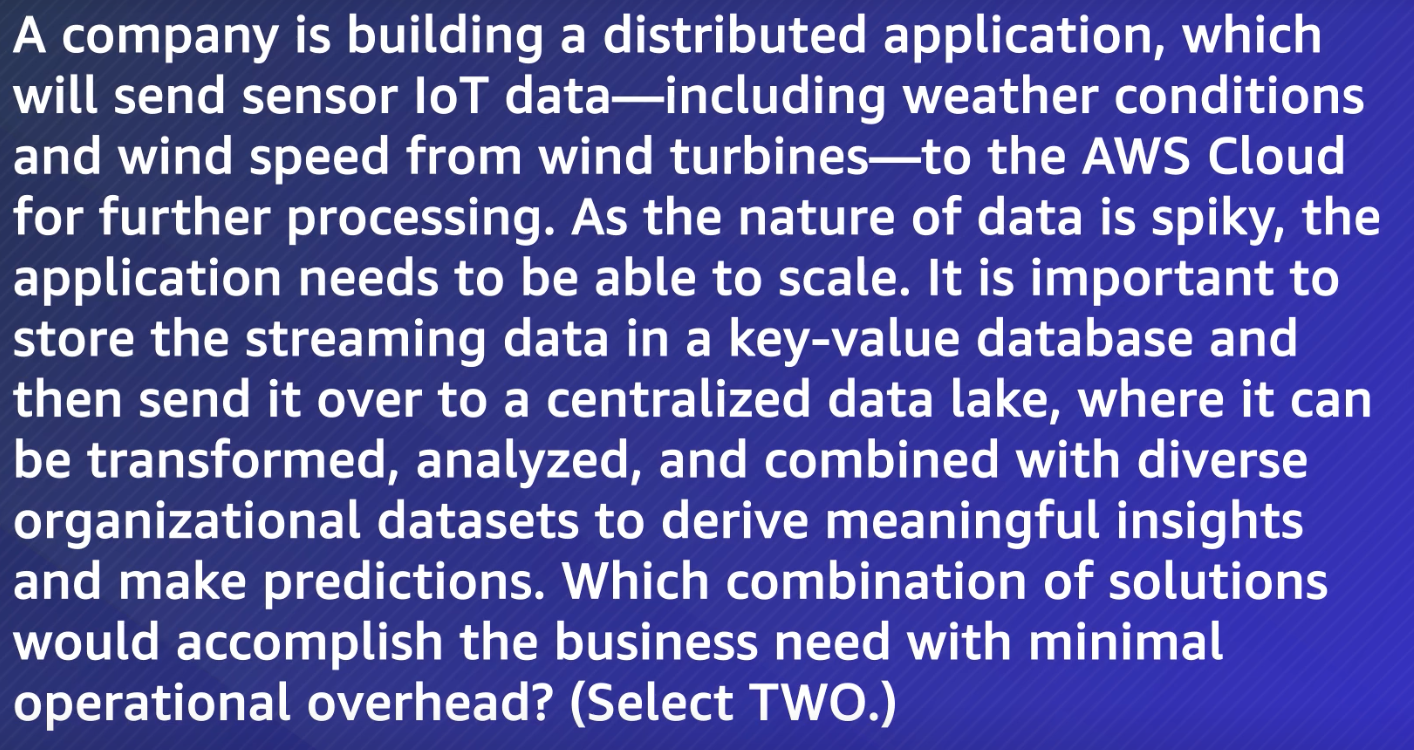 A company is building a distributed application, which
will send sensor IoT data—including weather conditions
and wind speed from wind turbines—to the AWS Cloud
for further processing. As the nature of data is spiky, the
application needs to be able to scale. It is important to
store the streaming data in a key-value database and
then send it over to a centralized data lake, where it can
be transformed, analyzed, and combined with diverse
organizational datasets to derive meaningful insights
and make predictions. Which combination of solutions
would accomplish the business need with minimal
operational overhead? (Select TWO.)